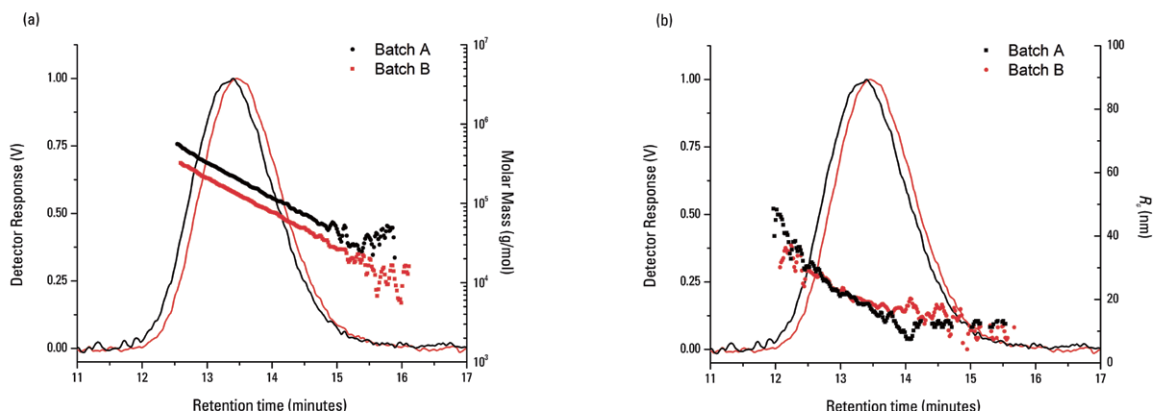 (a)
Batch A
Batch B
Detector Response (V)
1.00
0.75
0.50
0.25
0.00
10⁷
10⁶
10⁵
10⁴
10³
Molar Mass (g/mol)
11 12 13 14 15 16 17
Retention time (minutes)
(b)
Batch A
Batch B
Detector Response (V)
1.00
0.75
0.50
0.25
0.00
100
80
60
40
20
0
(nm)
11 12 13 14 15 16 17
Retention time (minutes)